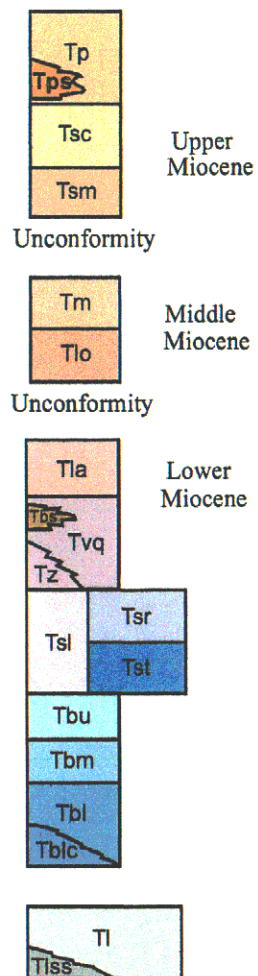 Tp
Tps
Tsc
Tsm
Upper
Miocene
Unconformity
Tm
Tlo
Middle
Miocene
Unconformity
Tla
Lower
Miocene
Tbs
Tvq
Tz
Tsl
Tsr
Tst
Tbu
Tbm
Tbl
Tblc
Tl
Tlss